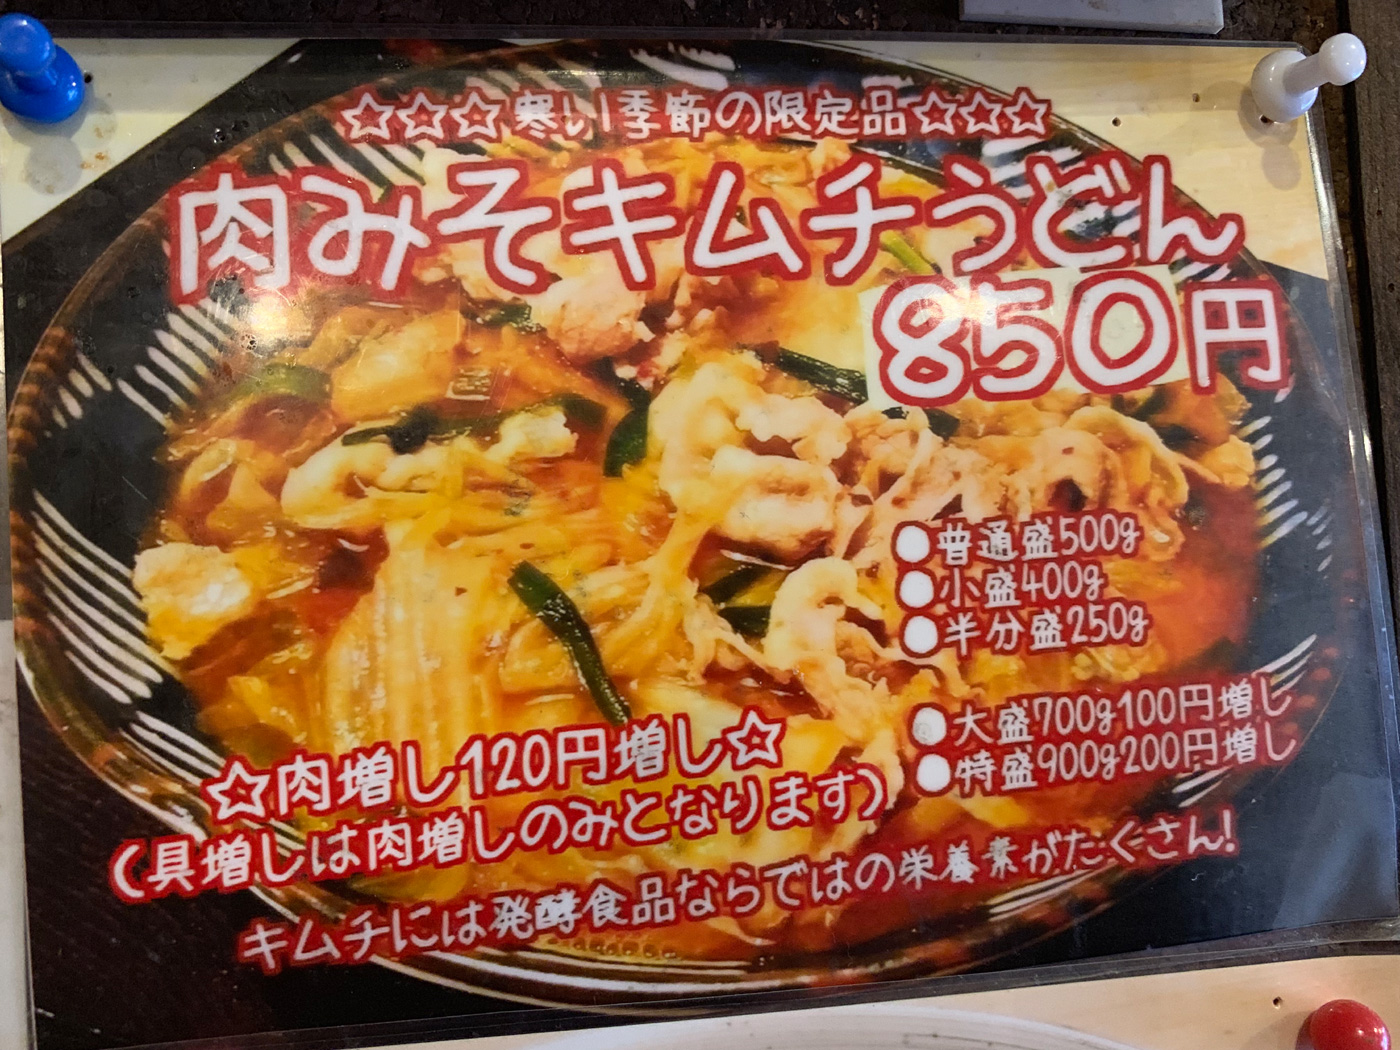 ☆☆☆寒い季節の限定品☆☆☆
肉みそキムチうどん
850円
●普通盛500g
●小盛400g
●半分盛250g
●大盛700g100円増し
●特盛900g200円増し
☆肉増し120円増し☆
(具増しは肉増しのみとなります)
キムチには発酵食品ならではの栄養素がたくさん!